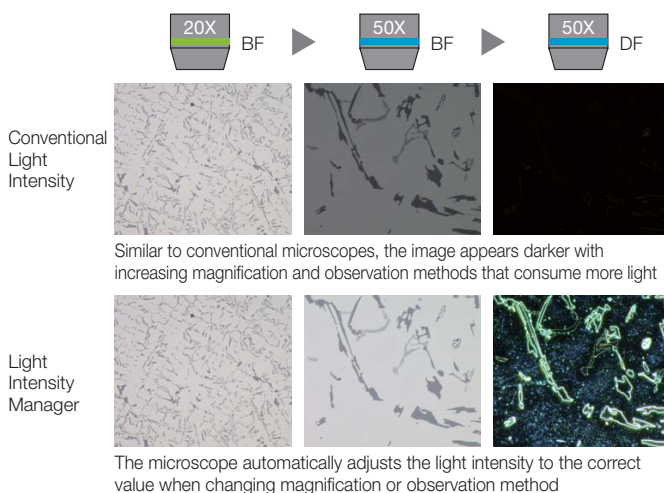 20X BF 50X BF 50X DF
Conventional
Light
Intensity
Similar to conventional microscopes, the image appears darker with
increasing magnification and observation methods that consume more light
Light
Intensity
Manager
The microscope automatically adjusts the light intensity to the correct
value when changing magnification or observation method